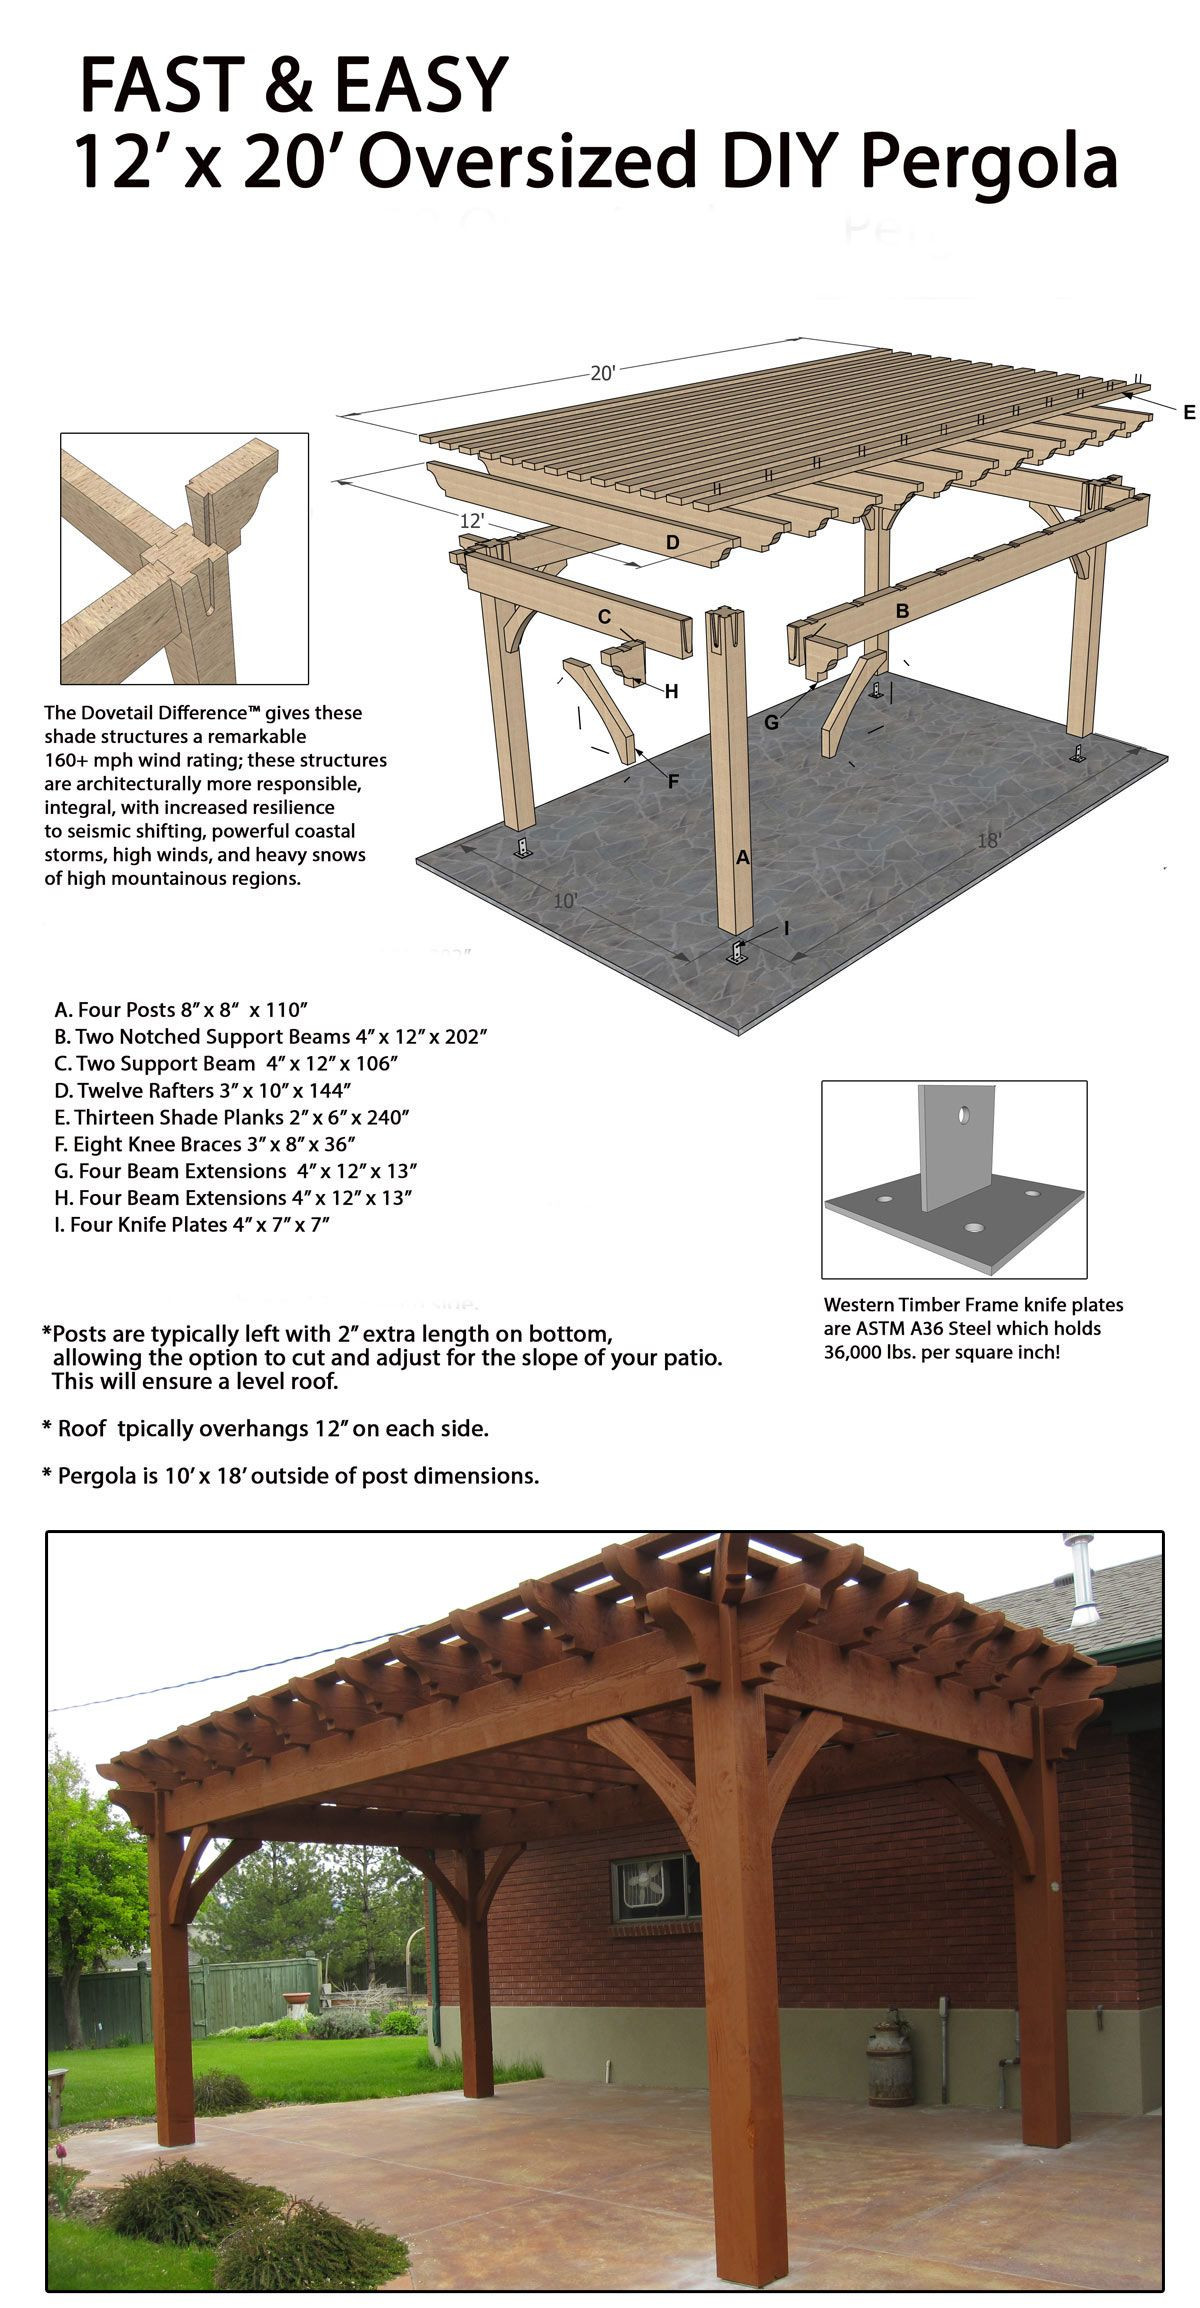 FAST & EASY
12’ x 20’ Oversized DIY Pergola
20'
E
12'
D
C
B
H
G
F
A
18'
10'
I
The Dovetail Difference™ gives these
shade structures a remarkable
160+ mph wind rating; these structures
are architecturally more responsible,
integral, with increased resilience
to seismic shifting, powerful coastal
storms, high winds, and heavy snows
of high mountainous regions.
A. Four Posts 8” x 8“ x 110”
B. Two Notched Support Beams 4” x 12” x 202”
C. Two Support Beam 4” x 12” x 106”
D. Twelve Rafters 3” x 10” x 144”
E. Thirteen Shade Planks 2” x 6” x 240”
F. Eight Knee Braces 3” x 8” x 36”
G. Four Beam Extensions 4” x 12” x 13”
H. Four Beam Extensions 4” x 12” x 13”
I. Four Knife Plates 4” x 7” x 7”
Western Timber Frame knife plates
are ASTM A36 Steel which holds
36,000 lbs. per square inch!
*Posts are typically left with 2” extra length on bottom,
allowing the option to cut and adjust for the slope of your patio.
This will ensure a level roof.
* Roof tpically overhangs 12” on each side.
* Pergola is 10’ x 18’ outside of post dimensions.